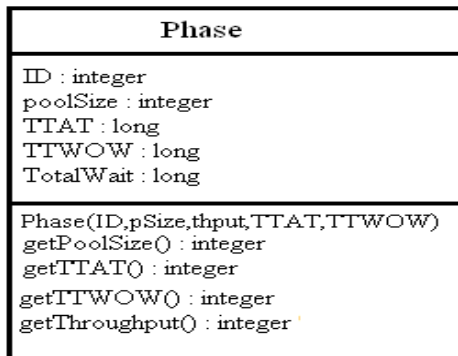 Phase
ID : integer
poolSize : integer
TTAT : long
TTWOW : long
TotalWait : long
Phase(ID,pSize,thput,TTAT,TTWOW)
getPoolSize() : integer
getTTAT() : integer
getTTWOW() : integer
getThroughput() : integer